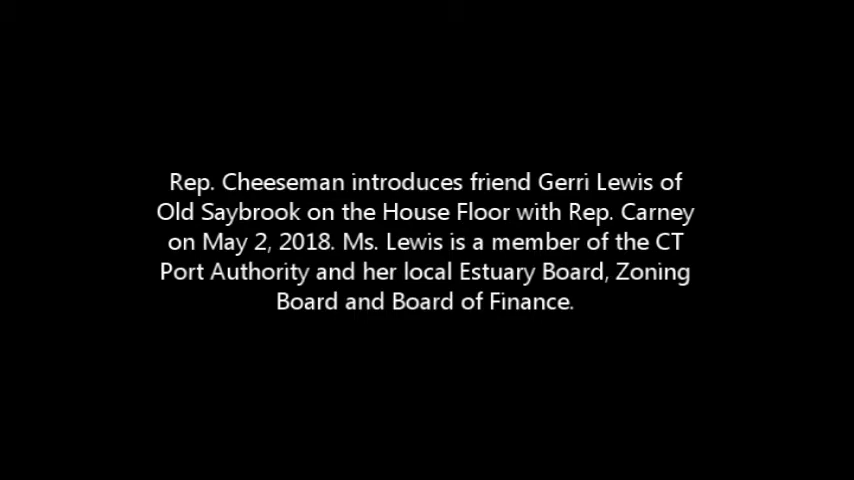 Rep. Cheeseman introduces friend Gerri Lewis of
Old Saybrook on the House Floor with Rep. Carney
on May 2, 2018. Ms. Lewis is a member of the CT
Port Authority and her local Estuary Board, Zoning
Board and Board of Finance.